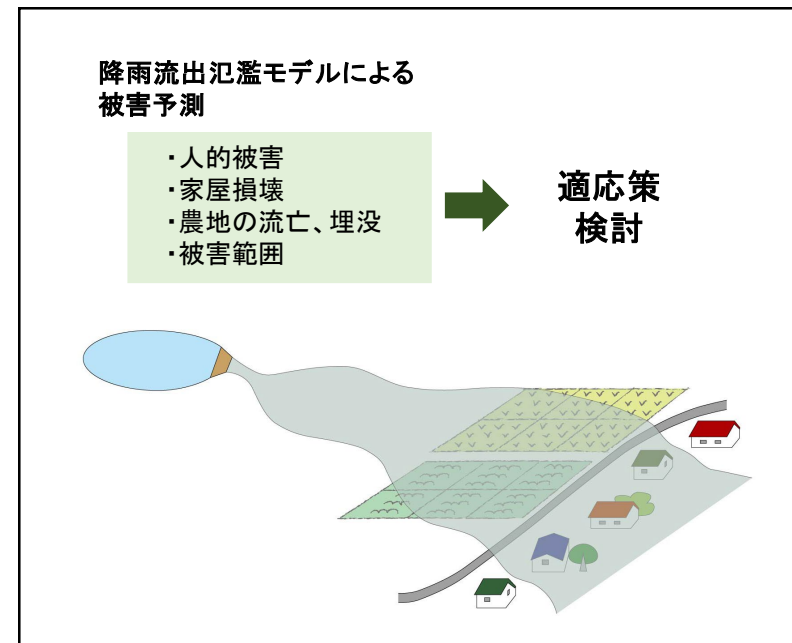 降雨流出氾濫モデルによる
被害予測
・人的被害
・家屋損壊
・農地の流亡、埋没
・被害範囲
適応策
検討